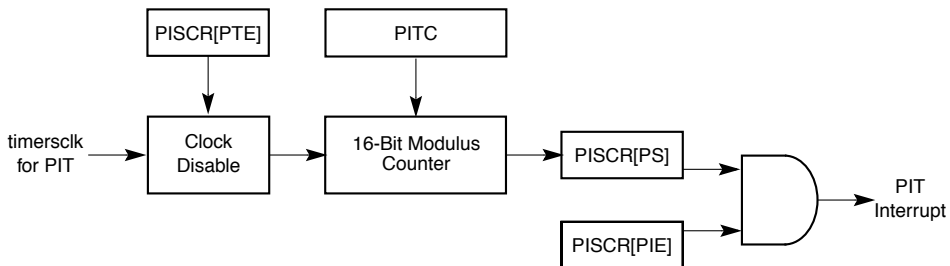 PISCR[PTE]
PITC
timersclk
for PIT
Clock
Disable
16-Bit Modulus
Counter
PISCR[PS]
PISCR[PIE]
PIT
Interrupt